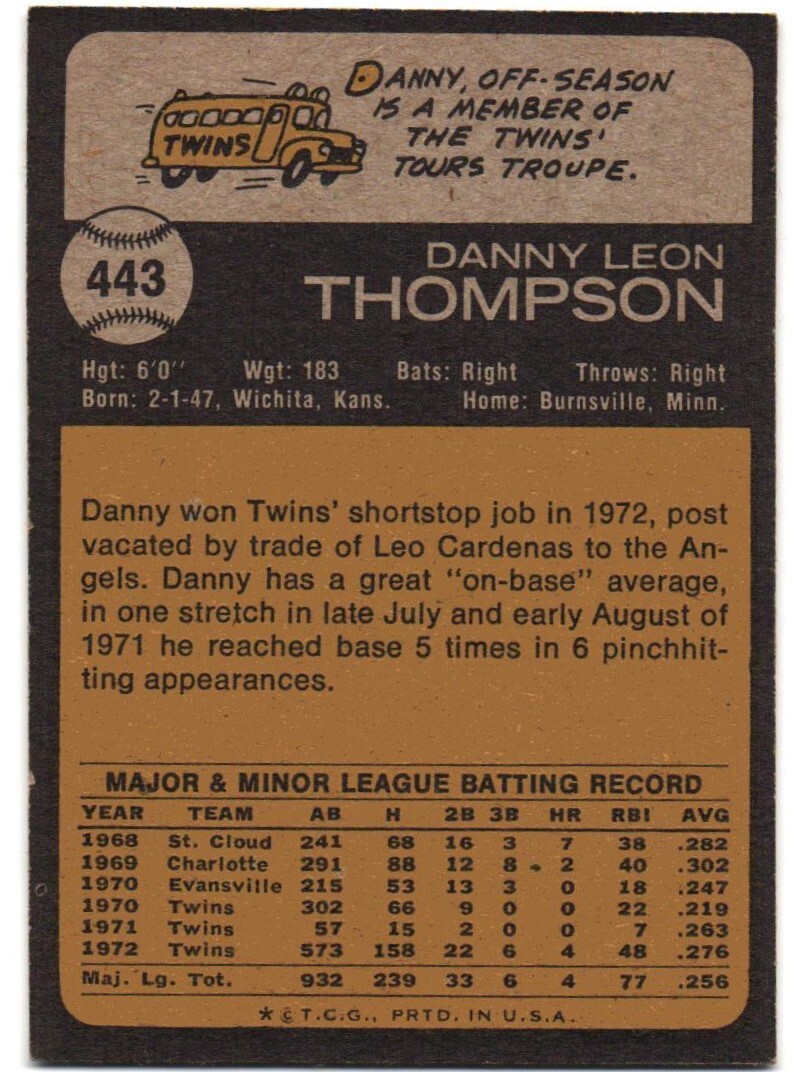 TWINS
DANNY, OFF-SEASON
IS A MEMBER OF
THE TWINS'
TOURS TROUPE.
443
DANNY LEON
THOMPSON
Hgt: 6'0" Wgt: 183 Bats: Right Throws: Right
Born: 2-1-47, Wichita, Kans. Home: Burnsville, Minn.
Danny won Twins' shortstop job in 1972, post
vacated by trade of Leo Cardenas to the An-
gels. Danny has a great "on-base" average,
in one stretch in late July and early August of
1971 he reached base 5 times in 6 pinchhit-
ting appearances.
MAJOR & MINOR LEAGUE BATTING RECORD
YEAR TEAM AB H 2B 3B HR RBI AVG
1968 St. Cloud 241 68 16 3 7 38 .282
1969 Charlotte 291 88 12 8 2 40 .302
1970 Evansville 215 53 13 3 0 18 .247
1970 Twins 302 66 9 0 0 22 .219
1971 Twins 57 15 2 0 0 7 .263
1972 Twins 573 158 22 6 4 48 .276
Maj. Lg. Tot. 932 239 33 6 4 77 .256
* © T.C.G., PRTD. IN U.S.A.